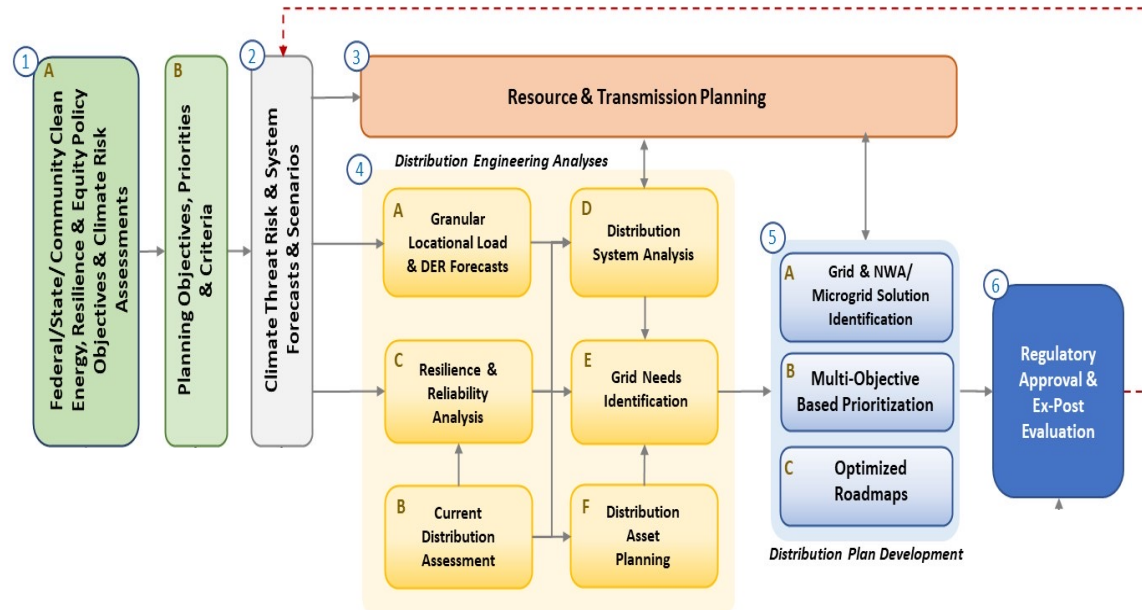 1
A
Federal/State/ Community Clean
Energy, Resilience & Equity Policy
Objectives & Climate Risk
Assessments
B
Planning Objectives, Priorities
& Criteria
2
Climate Threat Risk & System
Forecasts & Scenarios
3
Resource & Transmission Planning
4
Distribution Engineering Analyses
A
Granular
Locational Load
& DER Forecasts
D
Distribution
System Analysis
C
Resilience &
Reliability
Analysis
E
Grid Needs
Identification
B
Current
Distribution
Assessment
F
Distribution
Asset
Planning
5
A
Grid & NWA/
Microgrid Solution
Identification
B
Multi-Objective
Based Prioritization
C
Optimized
Roadmaps
Distribution Plan Development
6
Regulatory
Approval &
Ex-Post
Evaluation